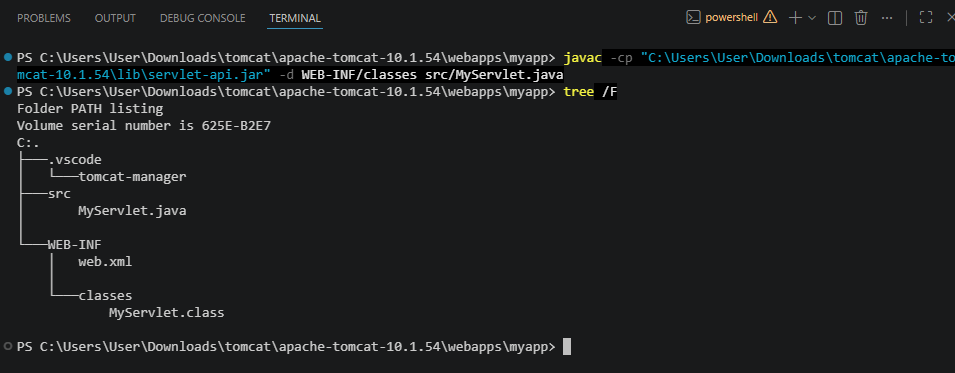 PROBLEMS OUTPUT DEBUG CONSOLE TERMINAL powershell
PS C:\Users\User\Downloads\tomcat\apache-tomcat-10.1.54\webapps\myapp> javac -cp "C:\Users\User\Downloads\tomcat\apache-to
mcat-10.1.54\lib\servlet-api.jar" -d WEB-INF/classes src/MyServlet.java
PS C:\Users\User\Downloads\tomcat\apache-tomcat-10.1.54\webapps\myapp> tree /F
Folder PATH listing
Volume serial number is 625E-B2E7
C:.
├───.vscode
│   └───tomcat-manager
├───src
│       MyServlet.java
│
└───WEB-INF
    │   web.xml
    │
    └───classes
            MyServlet.class
PS C:\Users\User\Downloads\tomcat\apache-tomcat-10.1.54\webapps\myapp>